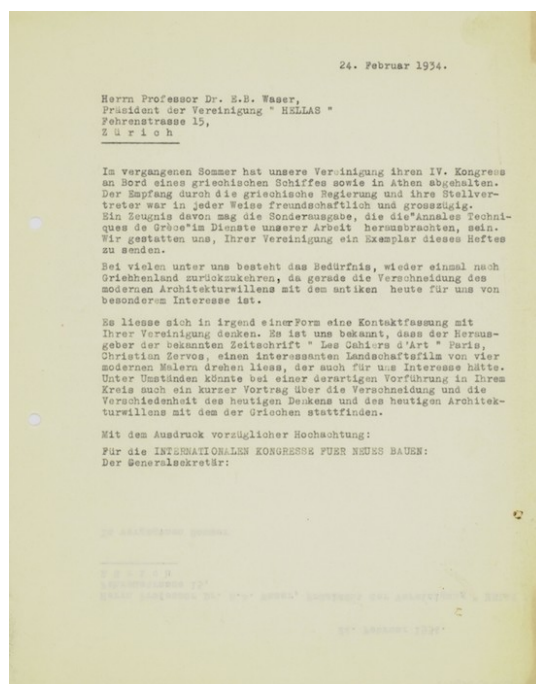 24. Februar 1934.
Herrn Professor Dr. E.B. Waser,
Präsident der Vereinigung " HELLAS "
Fehrenstrasse 15,
Z ü r i c h
Im vergangenen Sommer hat unsere Vereinigung ihren IV. Kongress
an Bord eines griechischen Schiffes sowie in Athen abgehalten.
Der Empfang durch die griechische Regierung und ihre Stellver-
treter war in jeder Weise freundschaftlich und grosszügig.
Ein Zeugnis davon mag die Sonderausgabe, die die"Annales Techni-
ques de Grèce"im Dienste unserer Arbeit herausbrachten, sein.
Wir gestatten uns, Ihrer Vereinigung ein Exemplar dieses Heftes
zu senden.
Bei vielen unter uns besteht das Bedürfnis, wieder einmal nach
Griehhenland zurückzukehren, da gerade die Verschneidung des
modernen Architekturwillens mit dem antiken heute für uns von
besonderem Interesse ist.
Es liesse sich in irgend einerForm eine Kontaktfassung mit
Ihrer Vereinigung denken. Es ist uns bekannt, dass der Heraus-
geber der bekannten Zeitschrift " Les Cahiers d'Art " Paris,
Christian Zervos, einen interessanten Landschaftsfilm von vier
modernen Malern drehen liess, der auch für uns Interesse hätte.
Unter Umständen könnte bei einer derartigen Vorführung in Ihrem
Kreis auch ein kurzer Vortrag über die Verschneidung und die
Verschiedenheit des heutigen Denkens und des heutigen Architek-
turwillens mit dem der Griechen stattfinden.
Mit dem Ausdruck vorzüglicher Hochachtung:
Für die INTERNATIONALEN KONGRESSE FUER NEUES BAUEN:
Der Generalsekretär: